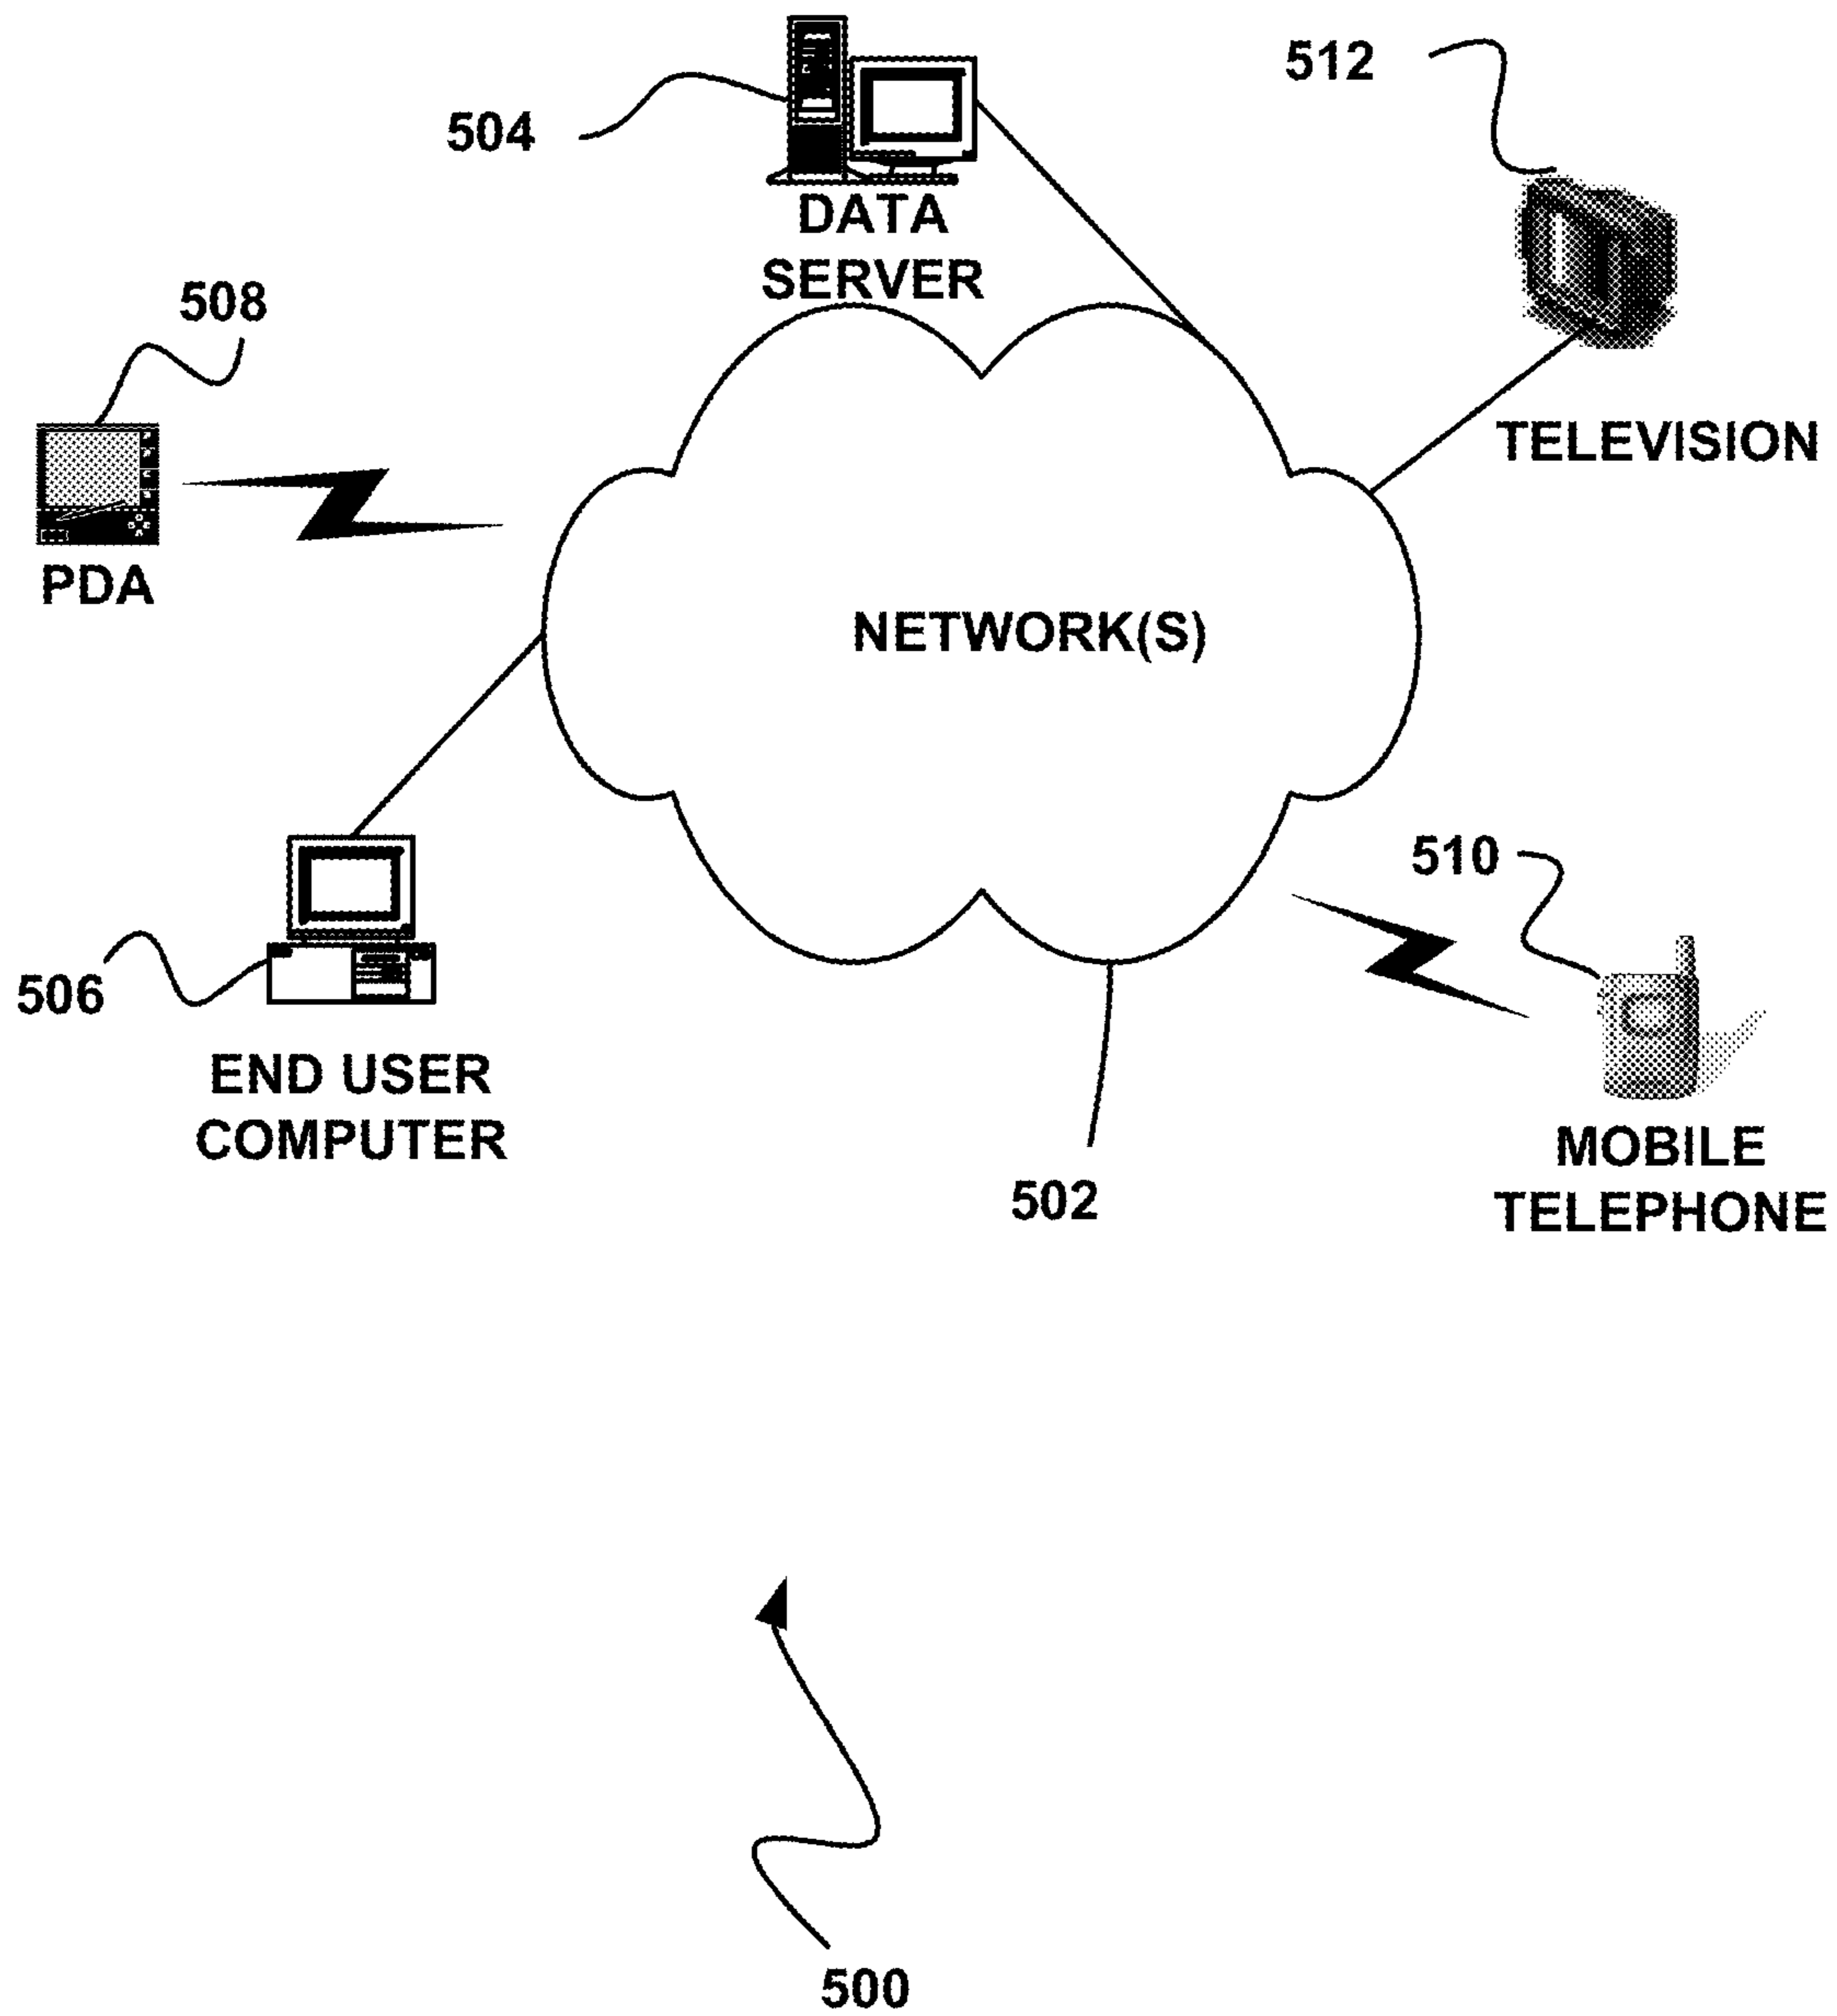 512
504
DATA
SERVER
508
TELEVISION
PDA
NETWORK(S)
510
506
END USER
COMPUTER
MOBILE
TELEPHONE
502
500